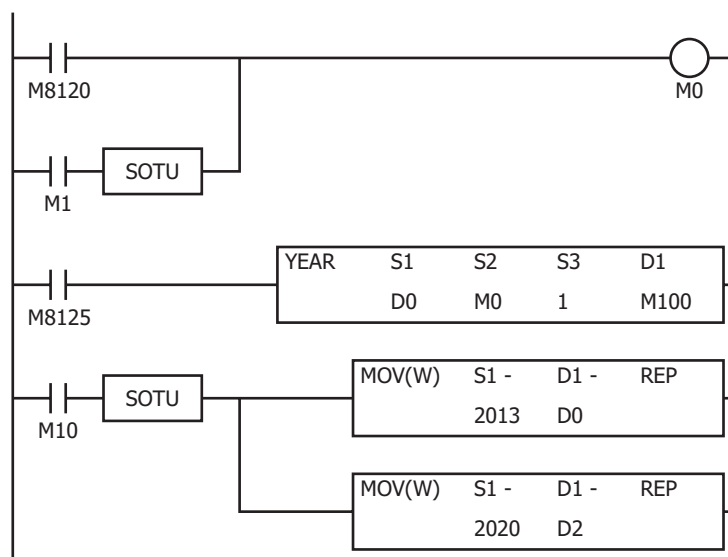 M8120
M0
SOTU
M1
YEAR S1 S2 S3 D1
D0 M0 1 M100
M8125
SOTU
M10
MOV(W) S1 - D1 - REP
2013 D0
MOV(W) S1 - D1 - REP
2020 D2